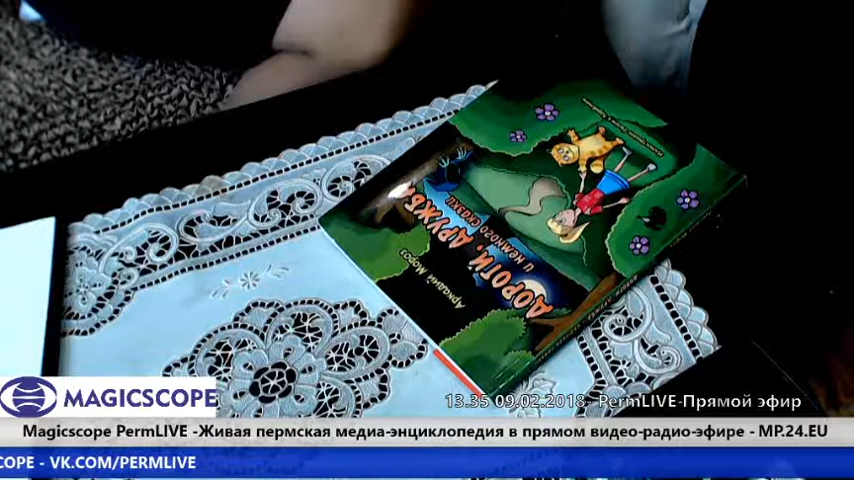 Аркадий Мороз
ДОРОГИ, ДРУЖБА
И НЕМНОГО СКАЗКИ
MAGICSCOPE
13.35 09.02.2018 - PermLIVE-Прямой эфир
Magicscope PermLIVE -Живая пермская медиа-энциклопедия в прямом видео-радио-эфире - MP.24.EU
COPE - VK.COM/PERMLIVE